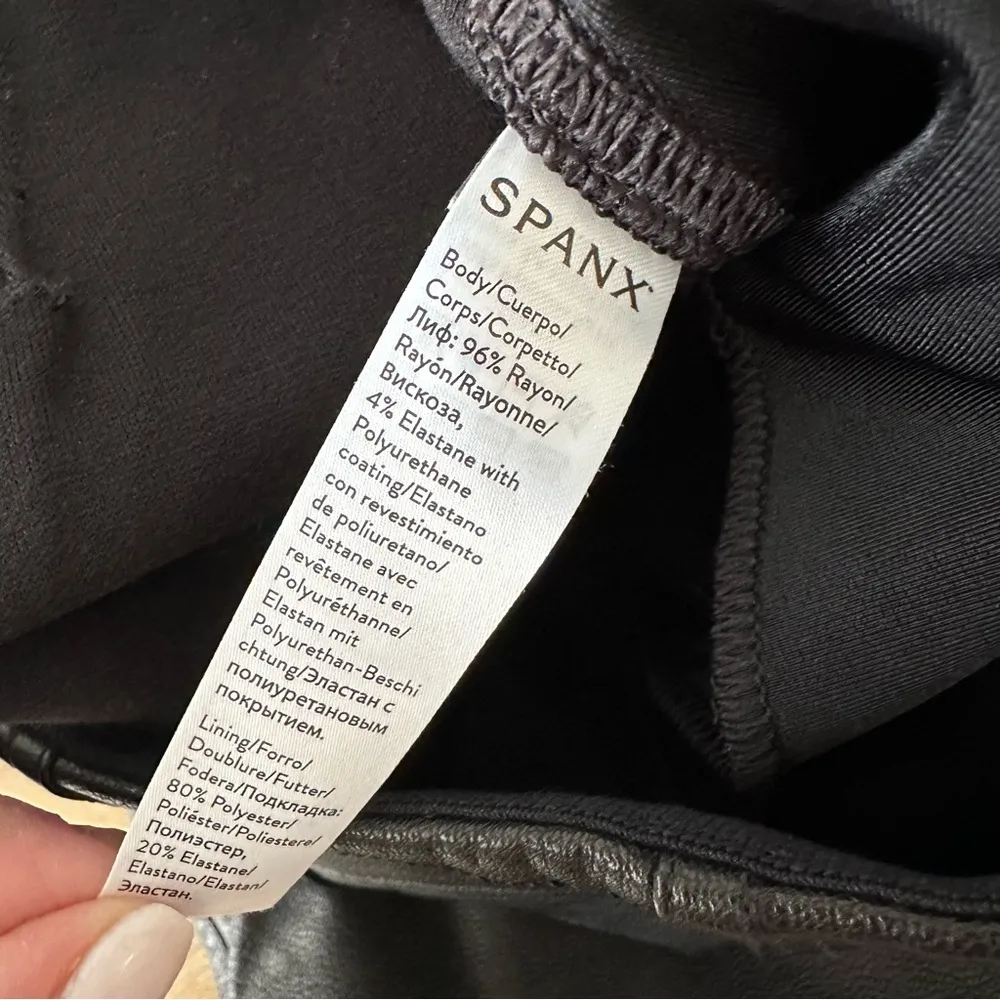 SPANX
Body/Cuerpo/
Corps/Corpetto/
Лиф: 96% Rayon/
Rayón/Rayonne/
Вискоза,
4% Elastane with
Polyurethane
coating/Elastano
con revestimiento
de poliuretano/
Elastane avec
revêtement en
Polyuréthanne/
Elastan mit
Polyurethan-Beschi
chtung/Эластан с
полиуретановым
покрытием.
Lining/Forro/
Doublure/Futter/
Fodera/Подкладка:
80% Polyester/
Poliéster/Poliestere/
Полиэстер,
20% Elastane/
Elastano/Elastan/
Эластан.